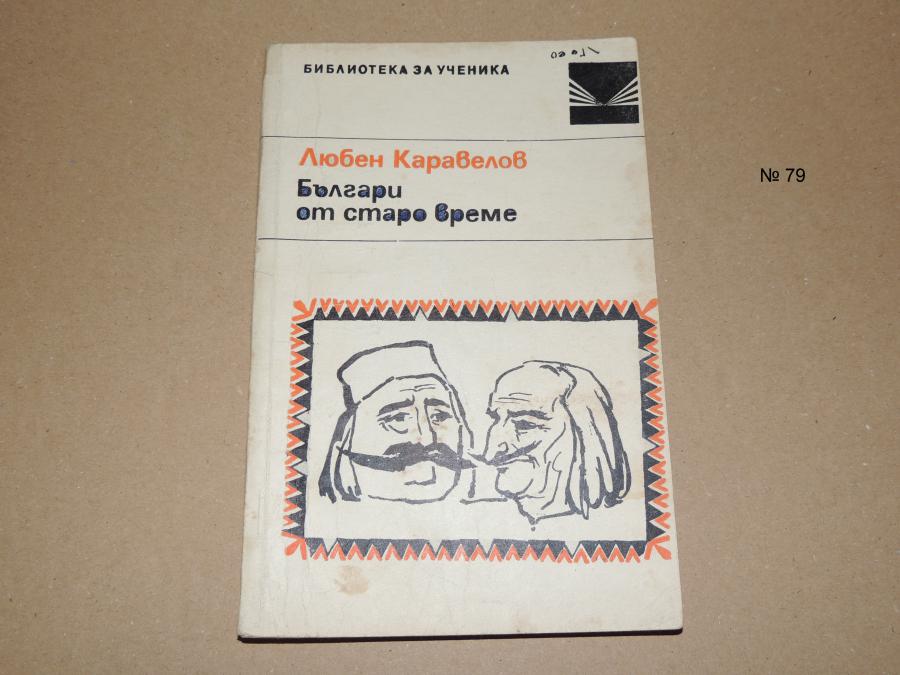 БИБЛИОТЕКА ЗА УЧЕНИКА
Любен Каравелов
Българи
от старо време
№ 79